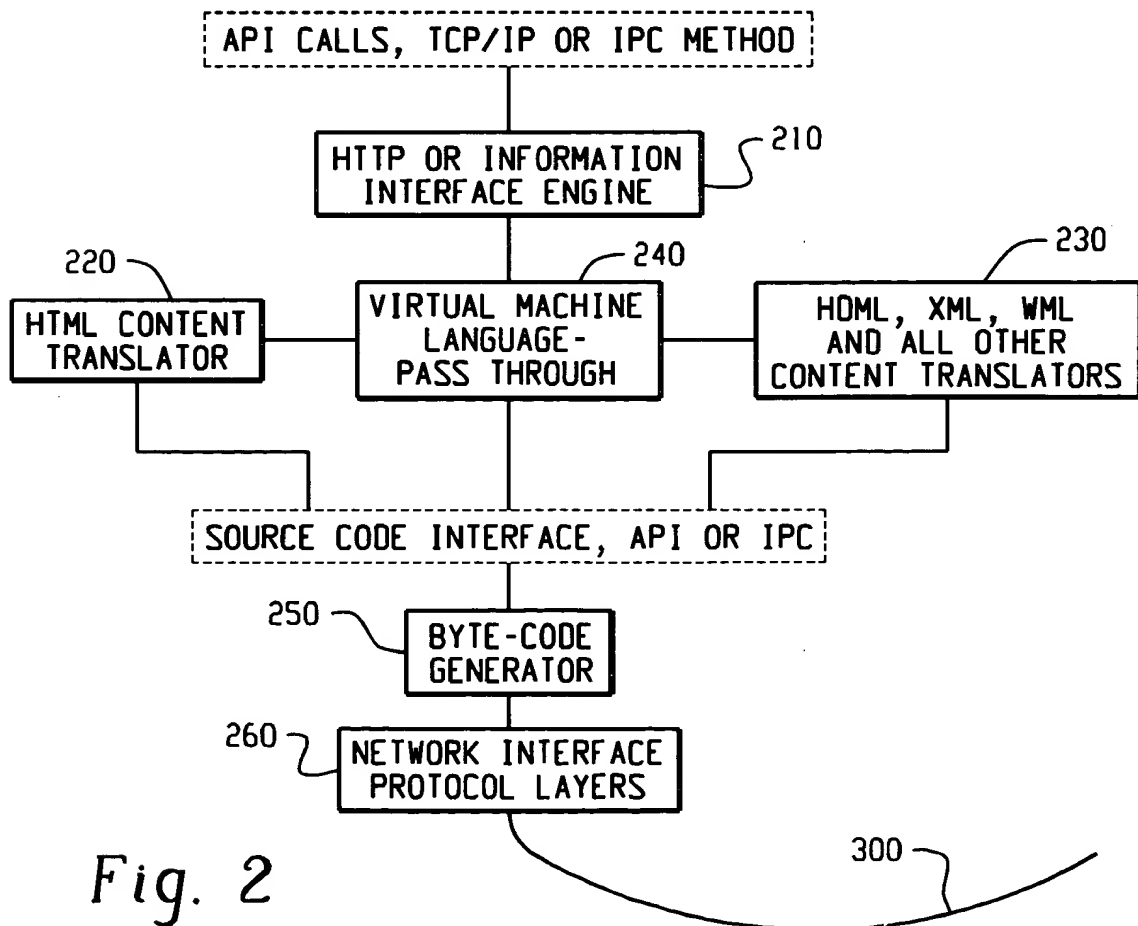 API CALLS, TCP/IP OR IPC METHOD
210
HTTP OR INFORMATION
INTERFACE ENGINE
220
240
230
HTML CONTENT
TRANSLATOR
VIRTUAL MACHINE
LANGUAGE-
PASS THROUGH
HDML, XML, WML
AND ALL OTHER
CONTENT TRANSLATORS
SOURCE CODE INTERFACE, API OR IPC
250
BYTE-CODE
GENERATOR
260
NETWORK INTERFACE
PROTOCOL LAYERS
300
Fig. 2